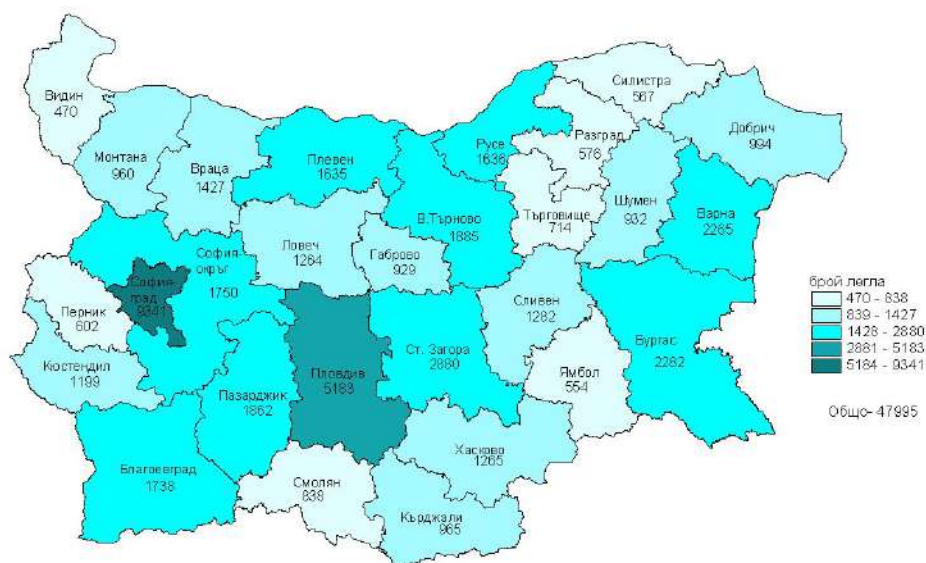 Видин
470
Монтана
960
Враца
1427
Плевен
1635
Русе
1636
Силистра
567
Разград
576
Добрич
994
Шумен
932
Търговище
714
Варна
2265
В.Търново
1885
Ловеч
1264
Габрово
929
София-
окръг
1750
София-
град
9341
Перник
602
Кюстендил
1199
Сливен
1282
Бургас
2282
Ямбол
554
Ст. Загора
2880
Пловдив
5183
Пазарджик
1862
Благоевград
1738
Смолян
838
Хасково
1265
Кърджали
965
брой легла
470 - 838
839 - 1427
1428 - 2880
2881 - 5183
5184 - 9341
Общо- 47995